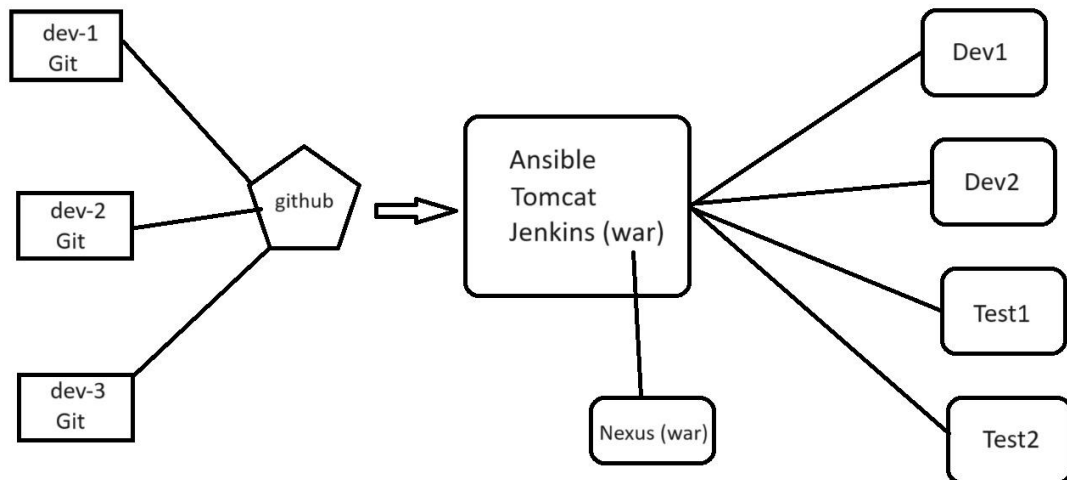 dev-1
Git
dev-2
Git
dev-3
Git
github
Ansible
Tomcat
Jenkins (war)
Nexus (war)
Dev1
Dev2
Test1
Test2